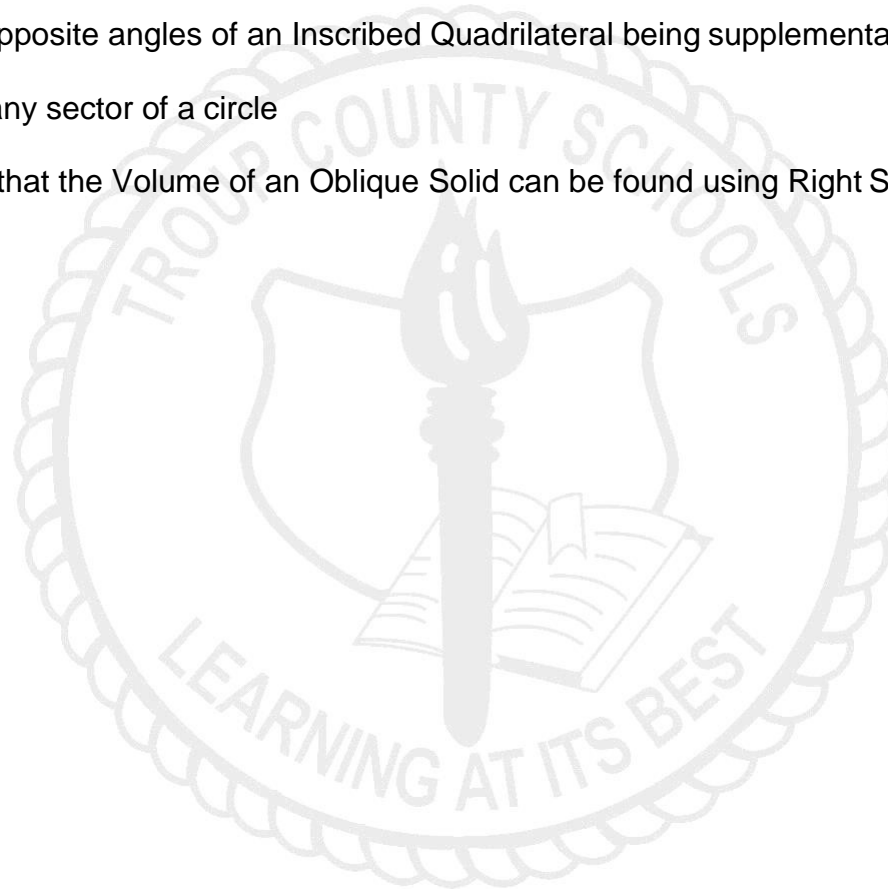 pposite angles of an Inscribed Quadrilateral being supplementa
any sector of a circle
that the Volume of an Oblique Solid can be found using Right S
TROUP COUNTY SCHOOLS
LEARNING AT ITS BEST